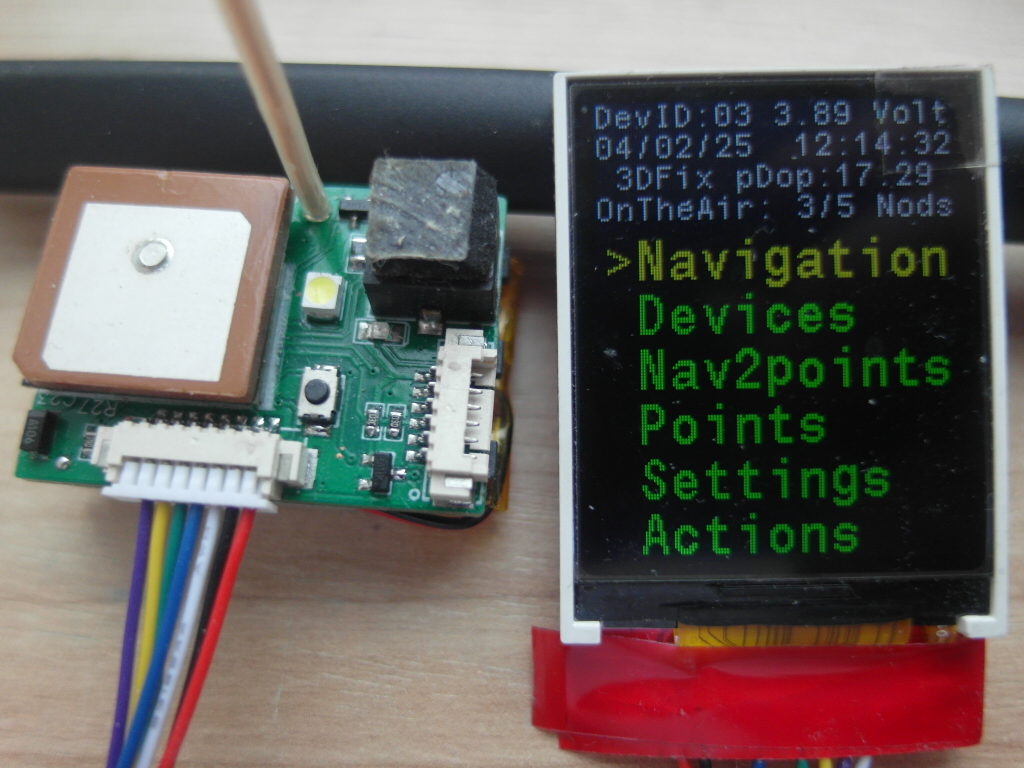 DevID:03 3.89 Volt
04/02/25 12:14:32
3DFix pDop:17.29
OnTheAir: 3/5 Nods
>Navigation
Devices
Nav2points
Points
Settings
Actions